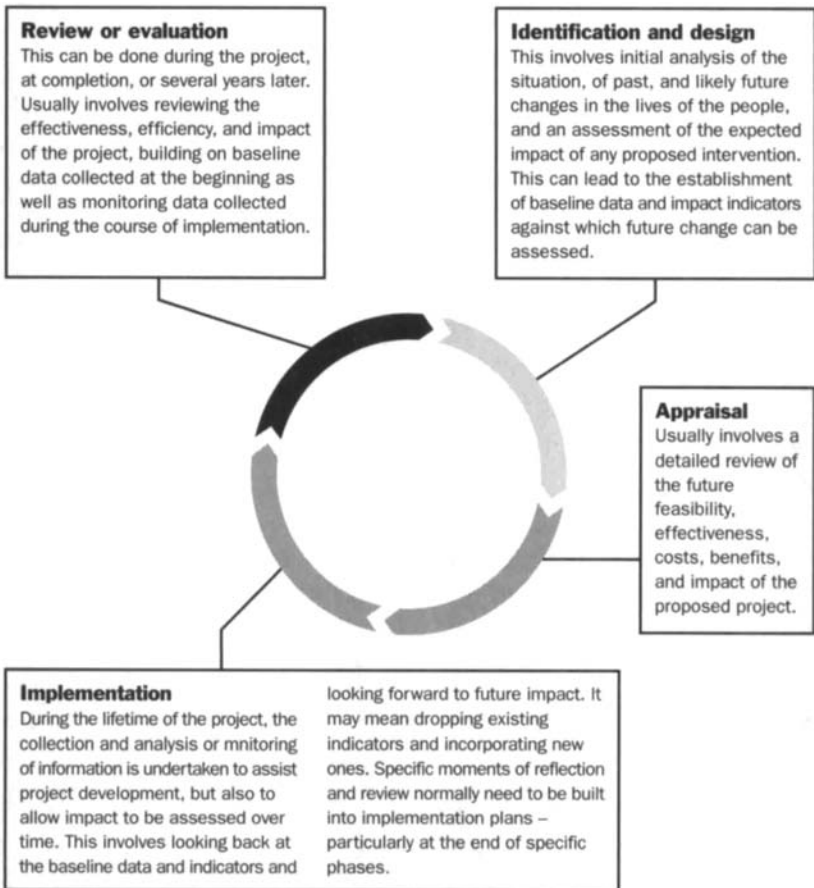 Review or evaluation
This can be done during the project,
at completion, or several years later.
Usually involves reviewing the
effectiveness, efficiency, and impact
of the project, building on baseline
data collected at the beginning as
well as monitoring data collected
during the course of implementation.
Identification and design
This involves initial analysis of the
situation, of past, and likely future
changes in the lives of the people,
and an assessment of the expected
impact of any proposed intervention.
This can lead to the establishment
of baseline data and impact indicators
against which future change can be
assessed.
Appraisal
Usually involves a
detailed review of
the future
feasibility,
effectiveness,
costs, benefits,
and impact of the
proposed project.
Implementation
During the lifetime of the project, the
collection and analysis or mnitoring
of information is undertaken to assist
project development, but also to
allow impact to be assessed over
time. This involves looking back at
the baseline data and indicators and
looking forward to future impact. It
may mean dropping existing
indicators and incorporating new
ones. Specific moments of reflection
and review normally need to be built
into implementation plans –
particularly at the end of specific
phases.